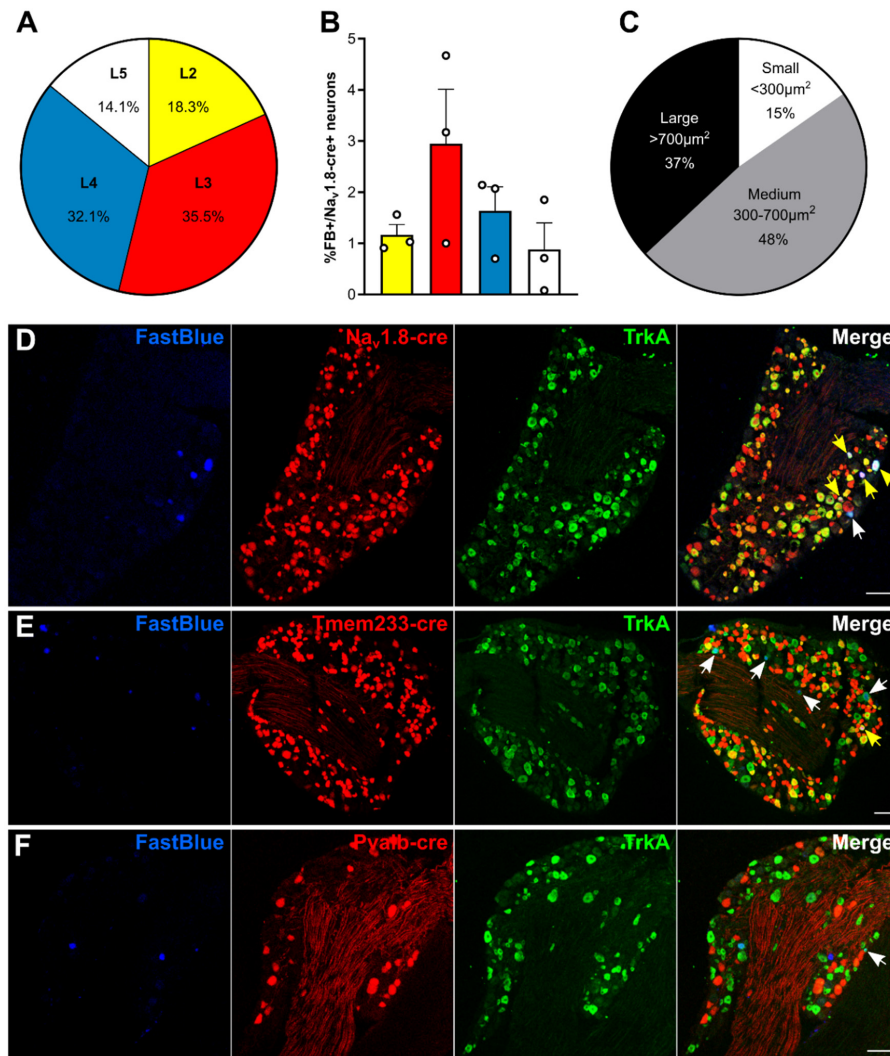 A
L5
14.1%
L2
18.3%
L4
32.1%
L3
35.5%
B
%FB+/Nav1.8-cre+ neurons
5
4
3
2
1
0
C
Small
<300µm²
15%
Large
>700µm²
37%
Medium
300-700µm²
48%
D
FastBlue
Nav1.8-cre
TrkA
Merge
E
FastBlue
Tmem233-cre
TrkA
Merge
F
FastBlue
Pvalb-cre
TrkA
Merge